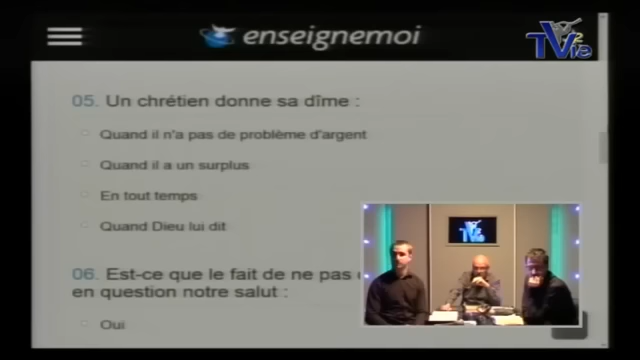 enseignemoi
TV2Vie
05. Un chrétien donne sa dîme :
Quand il n'a pas de problème d'argent
Quand il a un surplus
En tout temps
Quand Dieu lui dit
06. Est-ce que le fait de ne pas
en question notre salut :
Oui